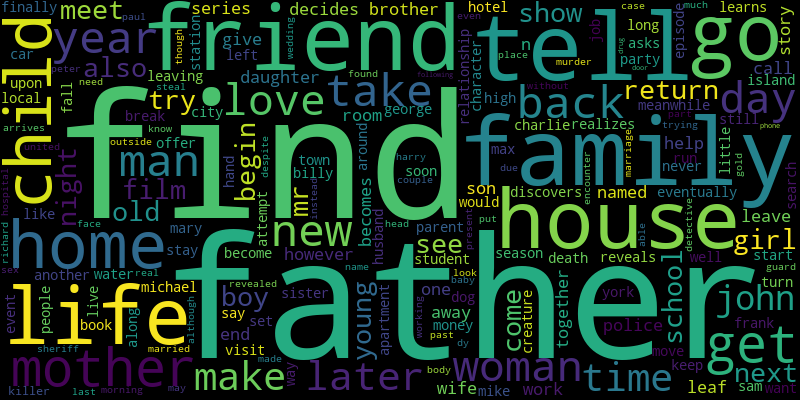 finally meet friend series decides brother hotel show tell go
year station give relationship n long job case much learns
child car also leaving left daughter character asks party episode call story
upon local paul though wedding even place drug murder door found without following
fall peter need steal love take back return day island
try city room george high charlie realizes meanwhile still
arrives break know max due help part trying phone
outside offer despite around harry soon couple family never run little marriage gold
find man begin town billy instead hand
night film mr attempt son named eventually search
united hospital like old mary becomes parent would discovers encounter leave girl
home face new husband head see put house detective able
richard stay become however student season death reveals well start guard
sex another water real sister name present together school turn
life michael although father one york john
event people live along boy young apartment away come creature police frank get
book say set revealed look baby dog money past dy
married end visit working move next
sheriff mother make way later body woman time keep
killer last morning may made wife mike work leaf sam want